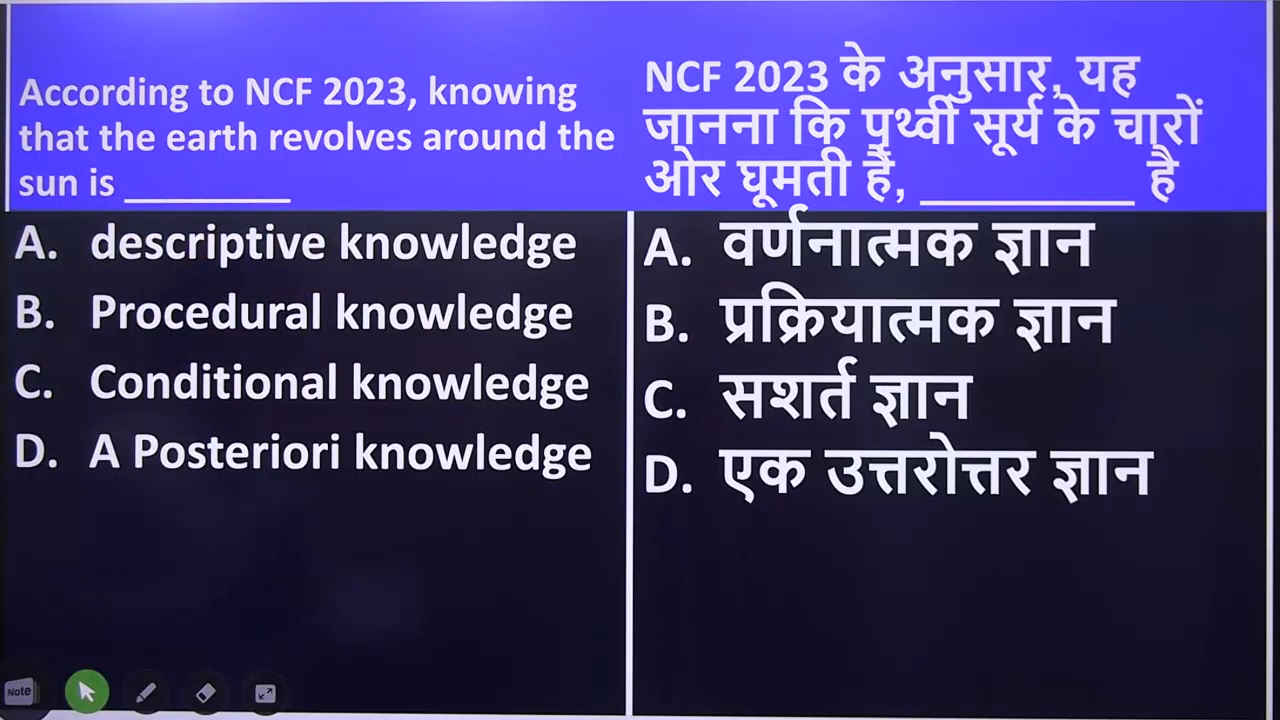 According to NCF 2023, knowing
that the earth revolves around the
sun is __________
NCF 2023 के अनुसार, यह
जानना कि पृथ्वी सूर्य के चारों
ओर घूमती है, __________ है
A. descriptive knowledge
B. Procedural knowledge
C. Conditional knowledge
D. A Posteriori knowledge
A. वर्णनात्मक ज्ञान
B. प्रक्रियात्मक ज्ञान
C. सशर्त ज्ञान
D. एक उत्तरोत्तर ज्ञान
Note